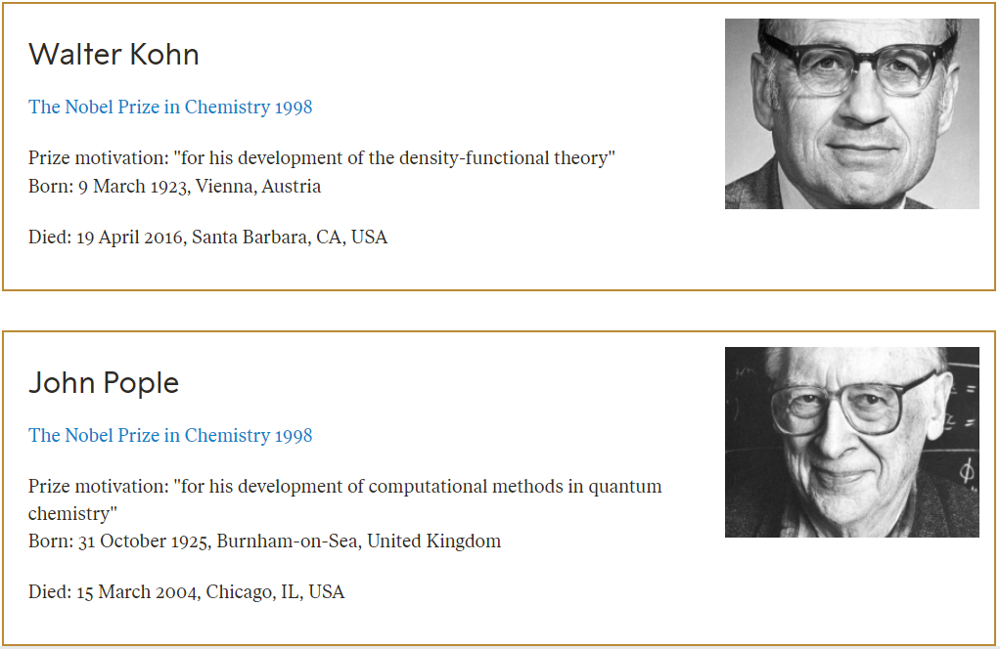 Walter Kohn
The Nobel Prize in Chemistry 1998
Prize motivation: "for his development of the density-functional theory"
Born: 9 March 1923, Vienna, Austria
Died: 19 April 2016, Santa Barbara, CA, USA
John Pople
The Nobel Prize in Chemistry 1998
Prize motivation: "for his development of computational methods in quantum
chemistry"
Born: 31 October 1925, Burnham-on-Sea, United Kingdom
Died: 15 March 2004, Chicago, IL, USA